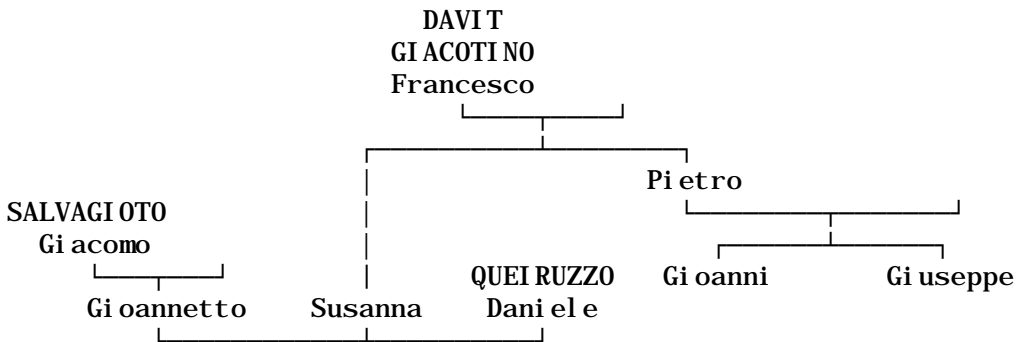 DAVIT
GIACOTINO
Francesco
Pietro
SALVAGIOTO
Giacomo
QUEIRUZZO Gioanni Giuseppe
Gioannetto Susanna Daniele